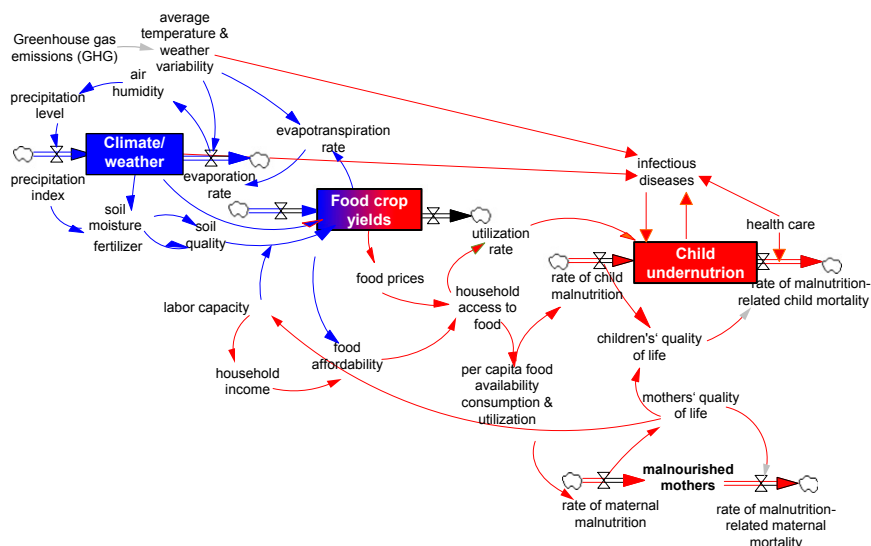 average
temperature &
weather
variability
Greenhouse gas
emissions (GHG)
air
humidity
precipitation
level
Climate/
weather
evapotranspiration
rate
evaporation
rate
infectious
diseases
precipitation
index
soil
moisture
fertilizer
soil
quality
Food crop
yields
utilization
rate
health care
Child
undernutrion
food prices
rate of child
malnutrition
rate of malnutrition-
related child mortality
labor capacity
household
access to
food
children's' quality
of life
food
affordability
household
income
per capita food
availability
consumption &
utilization
mothers' quality
of life
malnourished
mothers
rate of maternal
malnutrition
rate of malnutrition-
related maternal
mortality